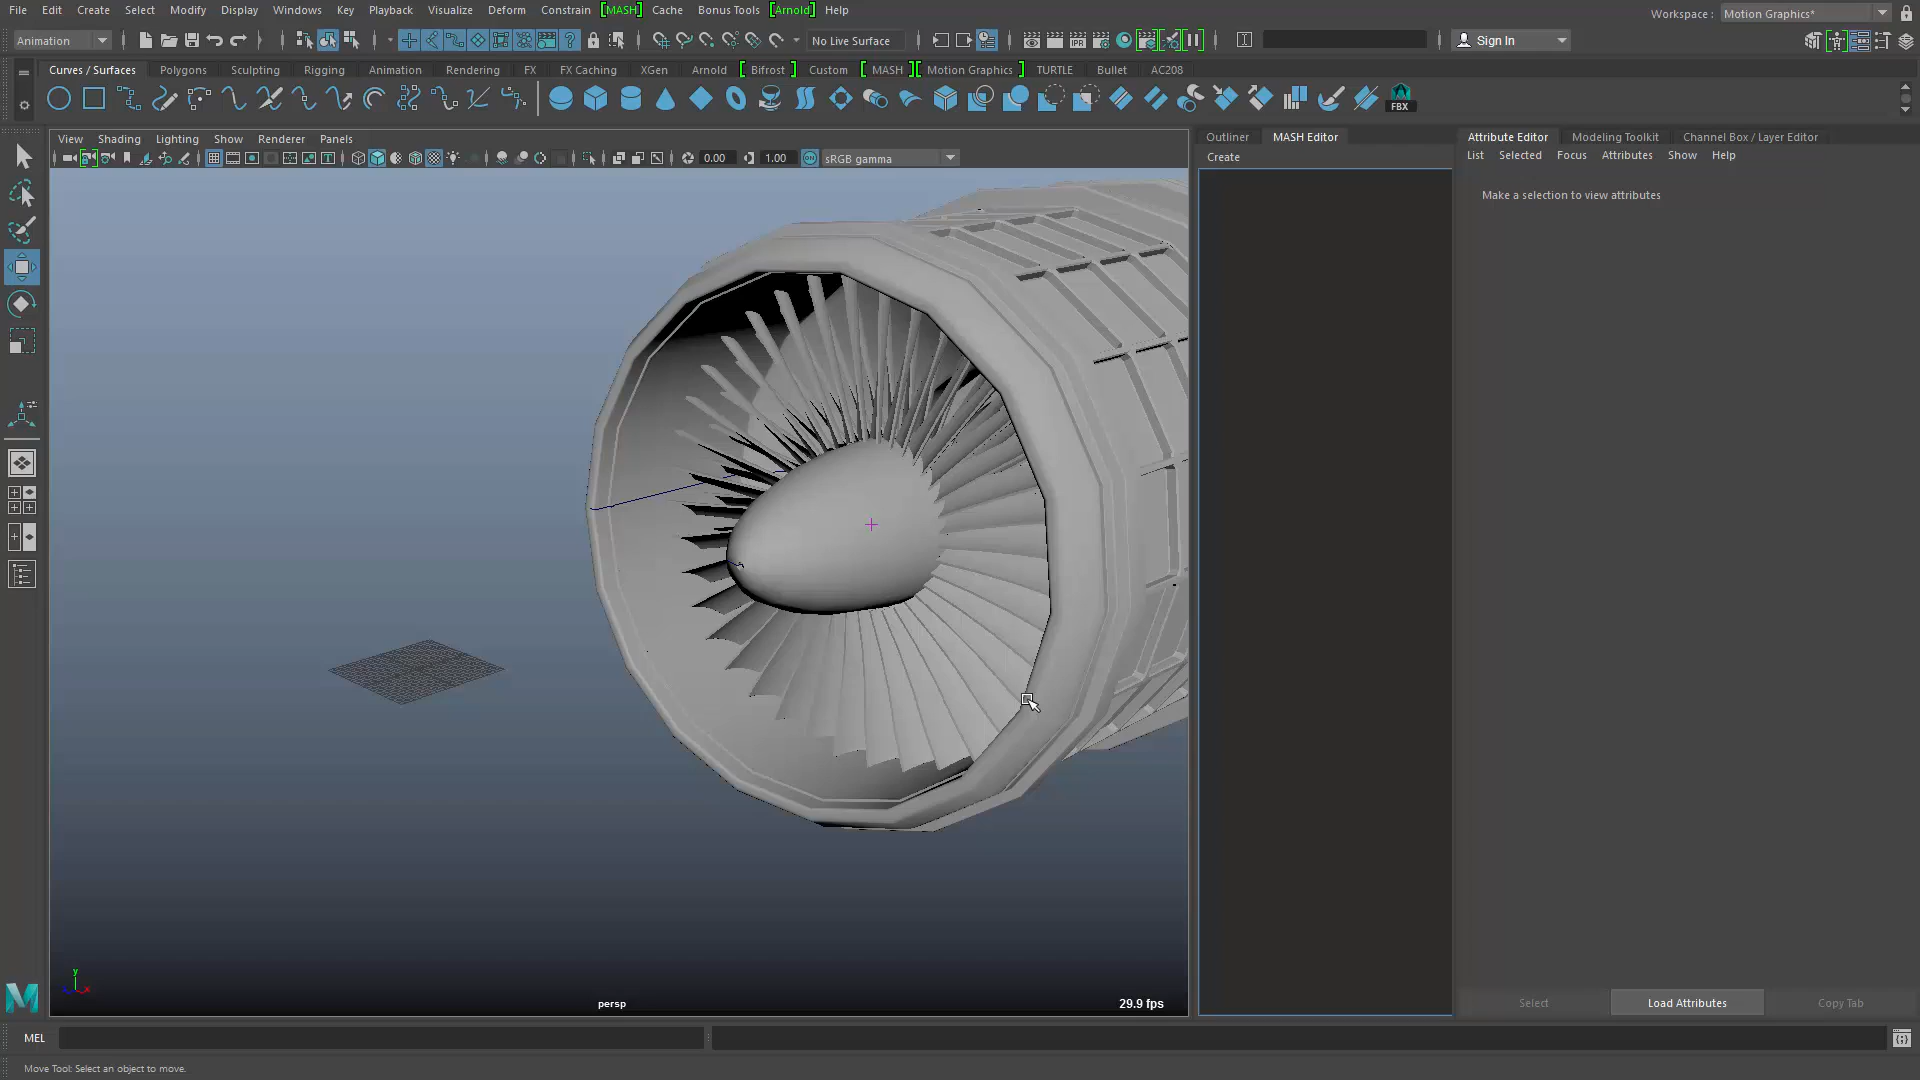 File Edit Create Select Modify Display Windows Key Playback Visualize Deform Constrain [MASH] Cache Bonus Tools [Arnold] Help
Workspace : Motion Graphics*
Animation No Live Surface IPR Sign In
Curves / Surfaces Polygons Sculpting Rigging Animation Rendering FX FX Caching XGen Arnold [ Bifrost ] Custom [ MASH ][ Motion Graphics ] TURTLE Bullet AC208
FBX
View Shading Lighting Show Renderer Panels
0.00 1.00 sRGB gamma
Outliner MASH Editor
Create
Attribute Editor Modeling Toolkit Channel Box / Layer Editor
List Selected Focus Attributes Show Help
Make a selection to view attributes
y
x
persp
29.9 fps
Select Load Attributes Copy Tab
M
MEL
Move Tool: Select an object to move.